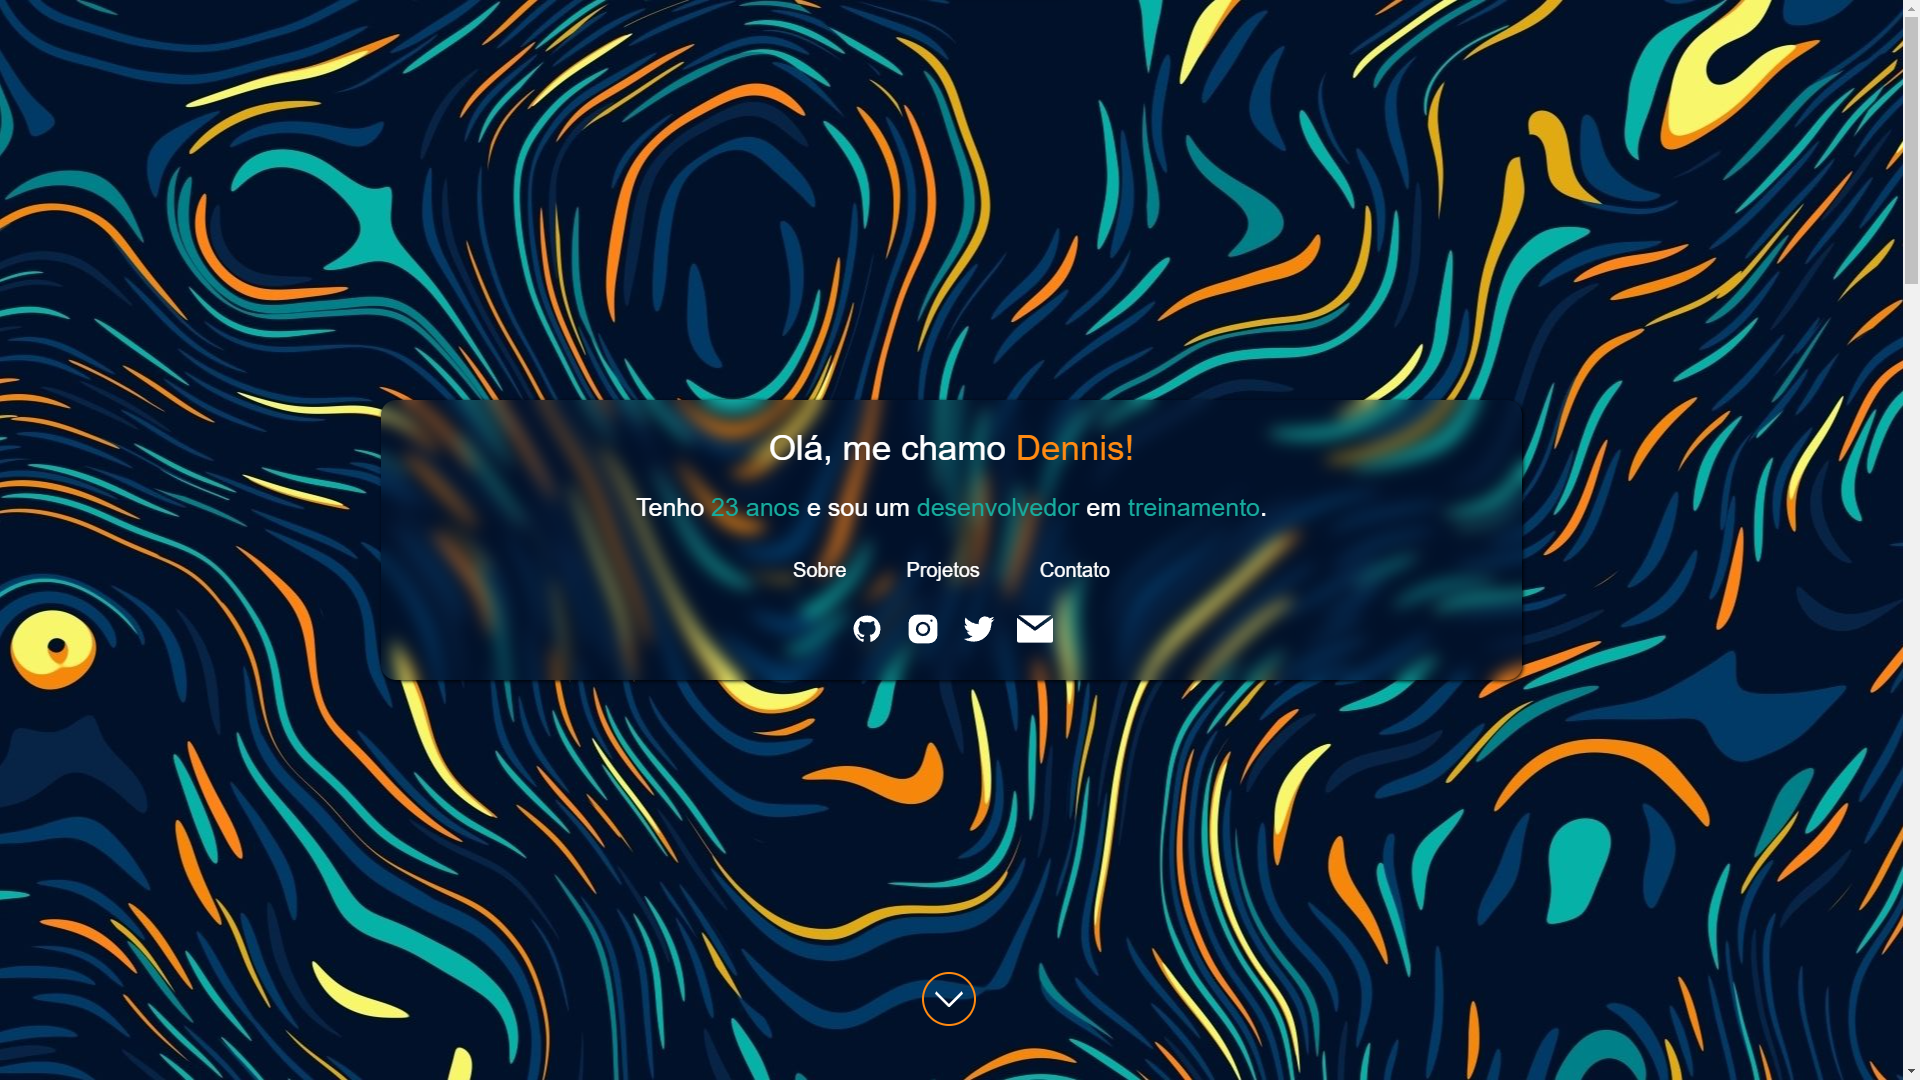 Olá, me chamo Dennis!
Tenho 23 anos e sou um desenvolvedor em treinamento.
Sobre Projetos Contato